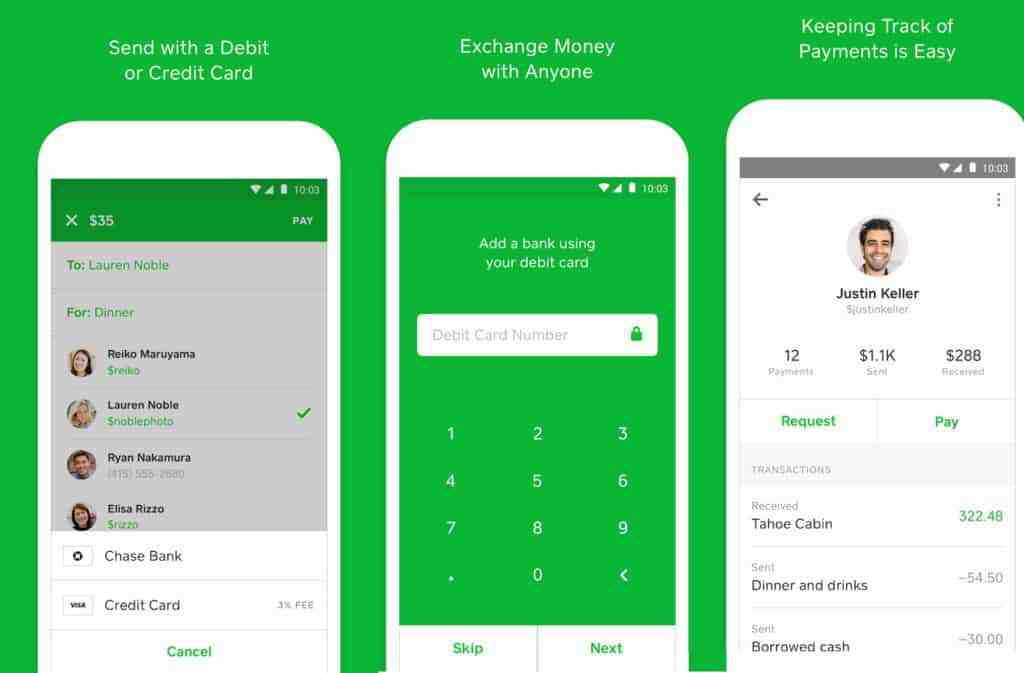 Send with a Debit
or Credit Card
10:03
$35
PAY
To: Lauren Noble
For: Dinner
Reiko Maruyama
$reiko
Lauren Noble
$noblephoto
Ryan Nakamura
(415) 555-2680
Elisa Rizzo
$rizzo
Chase Bank
VISA Credit Card 3% FEE
Cancel
Exchange Money
with Anyone
10:03
Add a bank using
your debit card
Debit Card Number
1 2 3
4 5 6
7 8 9
. 0 <
Skip Next
Keeping Track of
Payments is Easy
10:03
Justin Keller
$justinkeller
12 $1.1K $288
Payments Sent Received
Request Pay
TRANSACTIONS
Received
Tahoe Cabin 322.48
Sent
Dinner and drinks –54.50
Sent
Borrowed cash –30.00